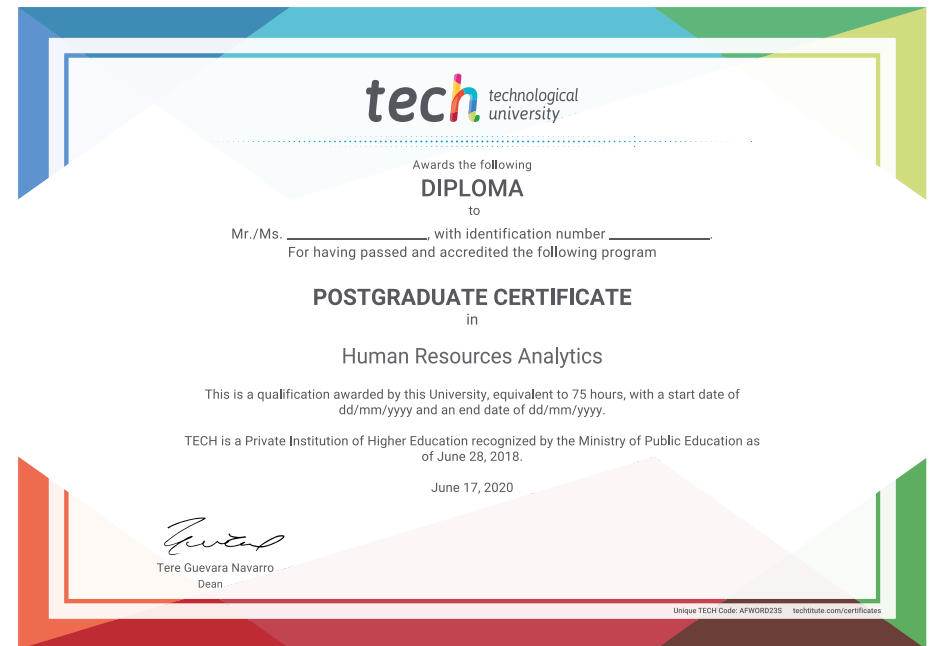 tech technological
university
Awards the following
DIPLOMA
to
Mr./Ms. ____________________, with identification number ______________.
For having passed and accredited the following program
POSTGRADUATE CERTIFICATE
in
Human Resources Analytics
This is a qualification awarded by this University, equivalent to 75 hours, with a start date of
dd/mm/yyyy and an end date of dd/mm/yyyy.
TECH is a Private Institution of Higher Education recognized by the Ministry of Public Education as
of June 28, 2018.
June 17, 2020
Tere Guevara Navarro
Dean
Unique TECH Code: AFWORD23S techtitute.com/certificates